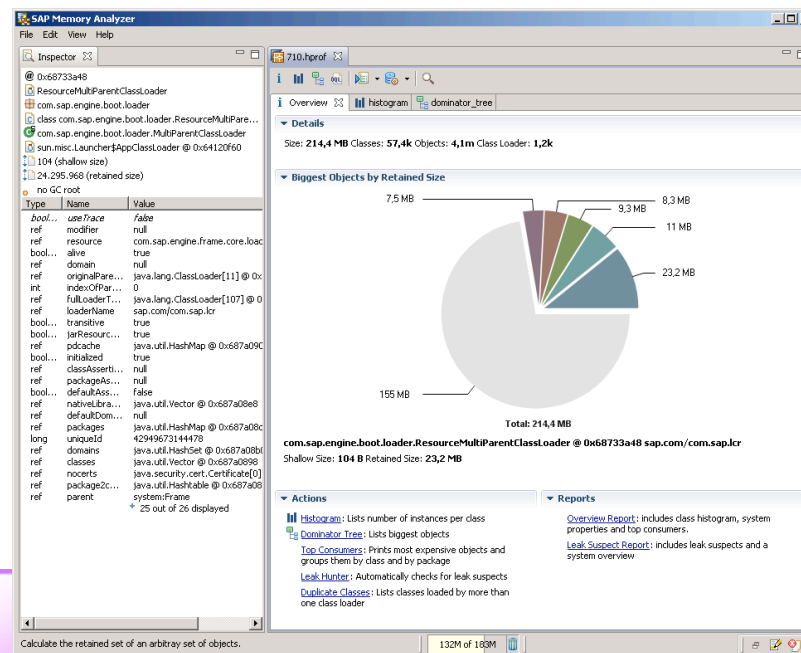 SAP Memory Analyzer
File Edit View Help
Inspector
@ 0x68733a48
ResourceMultiParentClassLoader
com.sap.engine.boot.loader
class com.sap.engine.boot.loader.ResourceMultiPare...
com.sap.engine.boot.loader.MultiParentClassLoader
sun.misc.Launcher$AppClassLoader @ 0x64120f60
104 (shallow size)
24.295.968 (retained size)
no GC root
Type Name Value
bool... useTrace false
ref modifier null
ref resource com.sap.engine.frame.core.load
bool... alive true
ref domain null
ref originalPare... java.lang.ClassLoader[11] @ 0x
int indexOfPar... 0
ref fullLoaderT... java.lang.ClassLoader[107] @ 0
ref loaderName sap.com/com.sap.lcr
bool... transitive true
bool... jarResourc... true
ref pdcache java.util.HashMap @ 0x687a090
bool... initialized true
ref classAsserti... null
ref packageAs... null
bool... defaultAss... false
ref nativeLibra... java.util.Vector @ 0x687a08e8
ref defaultDom... null
ref packages java.util.HashMap @ 0x687a08c
long uniqueId 42949673144478
ref domains java.util.HashSet @ 0x687a08b0
ref classes java.util.Vector @ 0x687a0898
ref nocerts java.security.cert.Certificate[0]
ref package2c... java.util.Hashtable @ 0x687a08
ref parent system:Frame
25 out of 26 displayed
710.hprof
Overview histogram dominator_tree
Details
Size: 214,4 MB Classes: 57,4k Objects: 4,1m Class Loader: 1,2k
Biggest Objects by Retained Size
7,5 MB
8,3 MB
9,3 MB
11 MB
23,2 MB
155 MB
Total: 214,4 MB
com.sap.engine.boot.loader.ResourceMultiParentClassLoader @ 0x68733a48 sap.com/com.sap.lcr
Shallow Size: 104 B Retained Size: 23,2 MB
Actions
Histogram: Lists number of instances per class
Dominator Tree: Lists biggest objects
Top Consumers: Prints most expensive objects and
groups them by class and by package
Leak Hunter: Automatically checks for leak suspects
Duplicate Classes: Lists classes loaded by more than
one class loader
Reports
Overview Report: includes class histogram, system
properties and top consumers.
Leak Suspect Report: includes leak suspects and a
system overview
Calculate the retained set of an arbitray set of objects.
132M of 183M